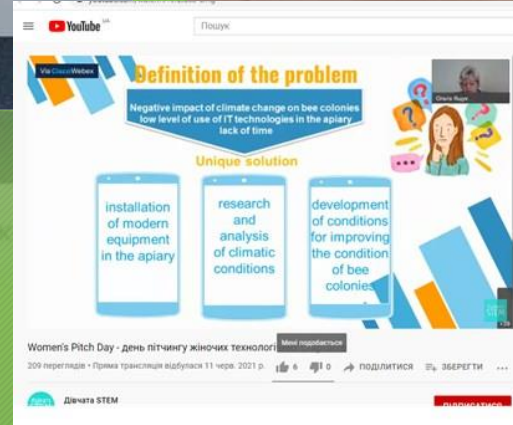 YouTube UA
Пошук
Via Cisco Webex
Definition of the problem
Negative impact of climate change on bee colonies
low level of use of IT technologies in the apiary
lack of time
Unique solution
installation
of modern
equipment
in the apiary
research
and
analysis
of climatic
conditions
development
of conditions
for improving
the condition
of bee
colonies
Women's Pitch Day - день пітчингу жіночих технологі
Мені подобається
209 переглядів • Пряма трансляція відбулася 11 черв. 2021 р.
6
0
ПОДІЛИТИСЯ
ЗБЕРЕГТИ
Дівчата STEM
ПІДПИСАТИСЯ